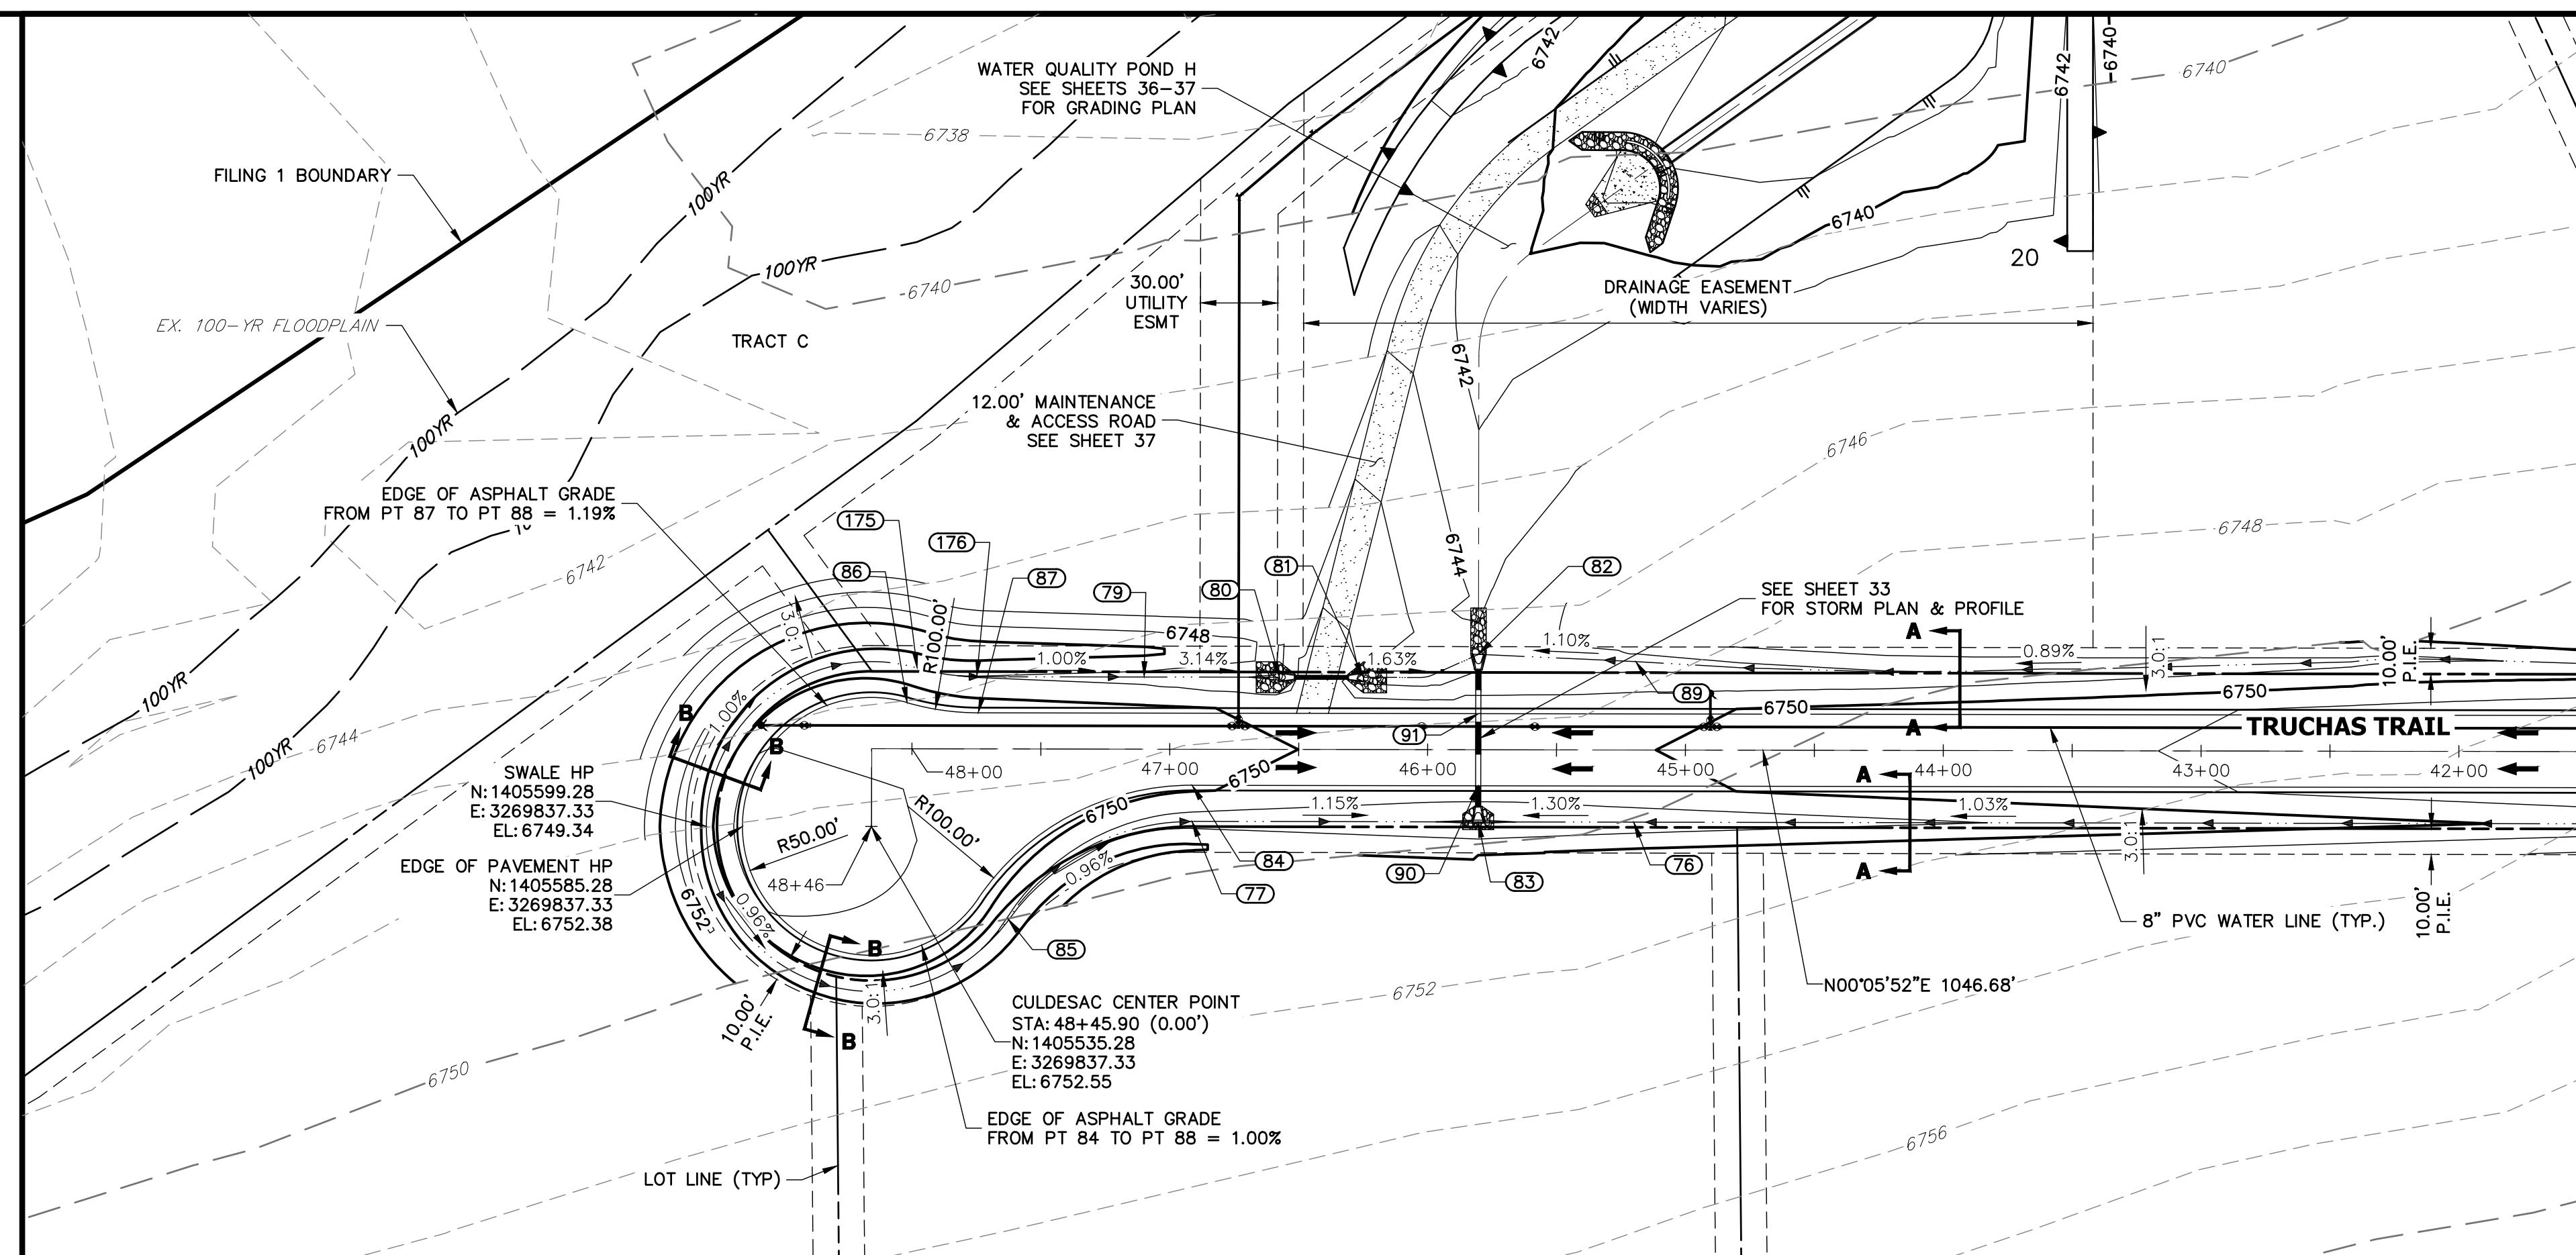 WATER QUALITY POND H
SEE SHEETS 36-37
FOR GRADING PLAN
6742
6742
6740
6740
6738
FILING 1 BOUNDARY
100YR
100YR
6740
6740
20
30.00'
UTILITY
ESMT
DRAINAGE EASEMENT
(WIDTH VARIES)
EX. 100-YR FLOODPLAIN
TRACT C
6742
12.00' MAINTENANCE
& ACCESS ROAD
SEE SHEET 37
100YR
6746
EDGE OF ASPHALT GRADE
FROM PT 87 TO PT 88 = 1.19%
175
176
6748
6742
86
87
79
80
81
6744
82
SEE SHEET 33
FOR STORM PLAN & PROFILE
3.0:1
R100.00'
6748
1.00%
3.14%
1.63%
1.10%
A
0.89%
3.0:1
10.00'
P.I.E.
100YR
89
6750
6750
B
1.00%
B
91
A
TRUCHAS TRAIL
6744
100YR
SWALE HP
N:1405599.28
E:3269837.33
EL:6749.34
48+00
47+00
6750
46+00
45+00
A
44+00
43+00
42+00
R100.00'
6750
1.15%
1.30%
1.03%
R50.00'
3.0:1
EDGE OF PAVEMENT HP
N:1405585.28
E:3269837.33
EL:6752.38
48+46
0.96%
84
77
90
83
76
A
6752
0.96%
85
8" PVC WATER LINE (TYP.)
10.00'
P.I.E.
B
B
10.00'
P.I.E.
3.0:1
CULDESAC CENTER POINT
STA:48+45.90 (0.00')
N:1405535.28
E:3269837.33
EL:6752.55
6752
N00°05'52"E 1046.68'
6750
EDGE OF ASPHALT GRADE
FROM PT 84 TO PT 88 = 1.00%
6756
LOT LINE (TYP)